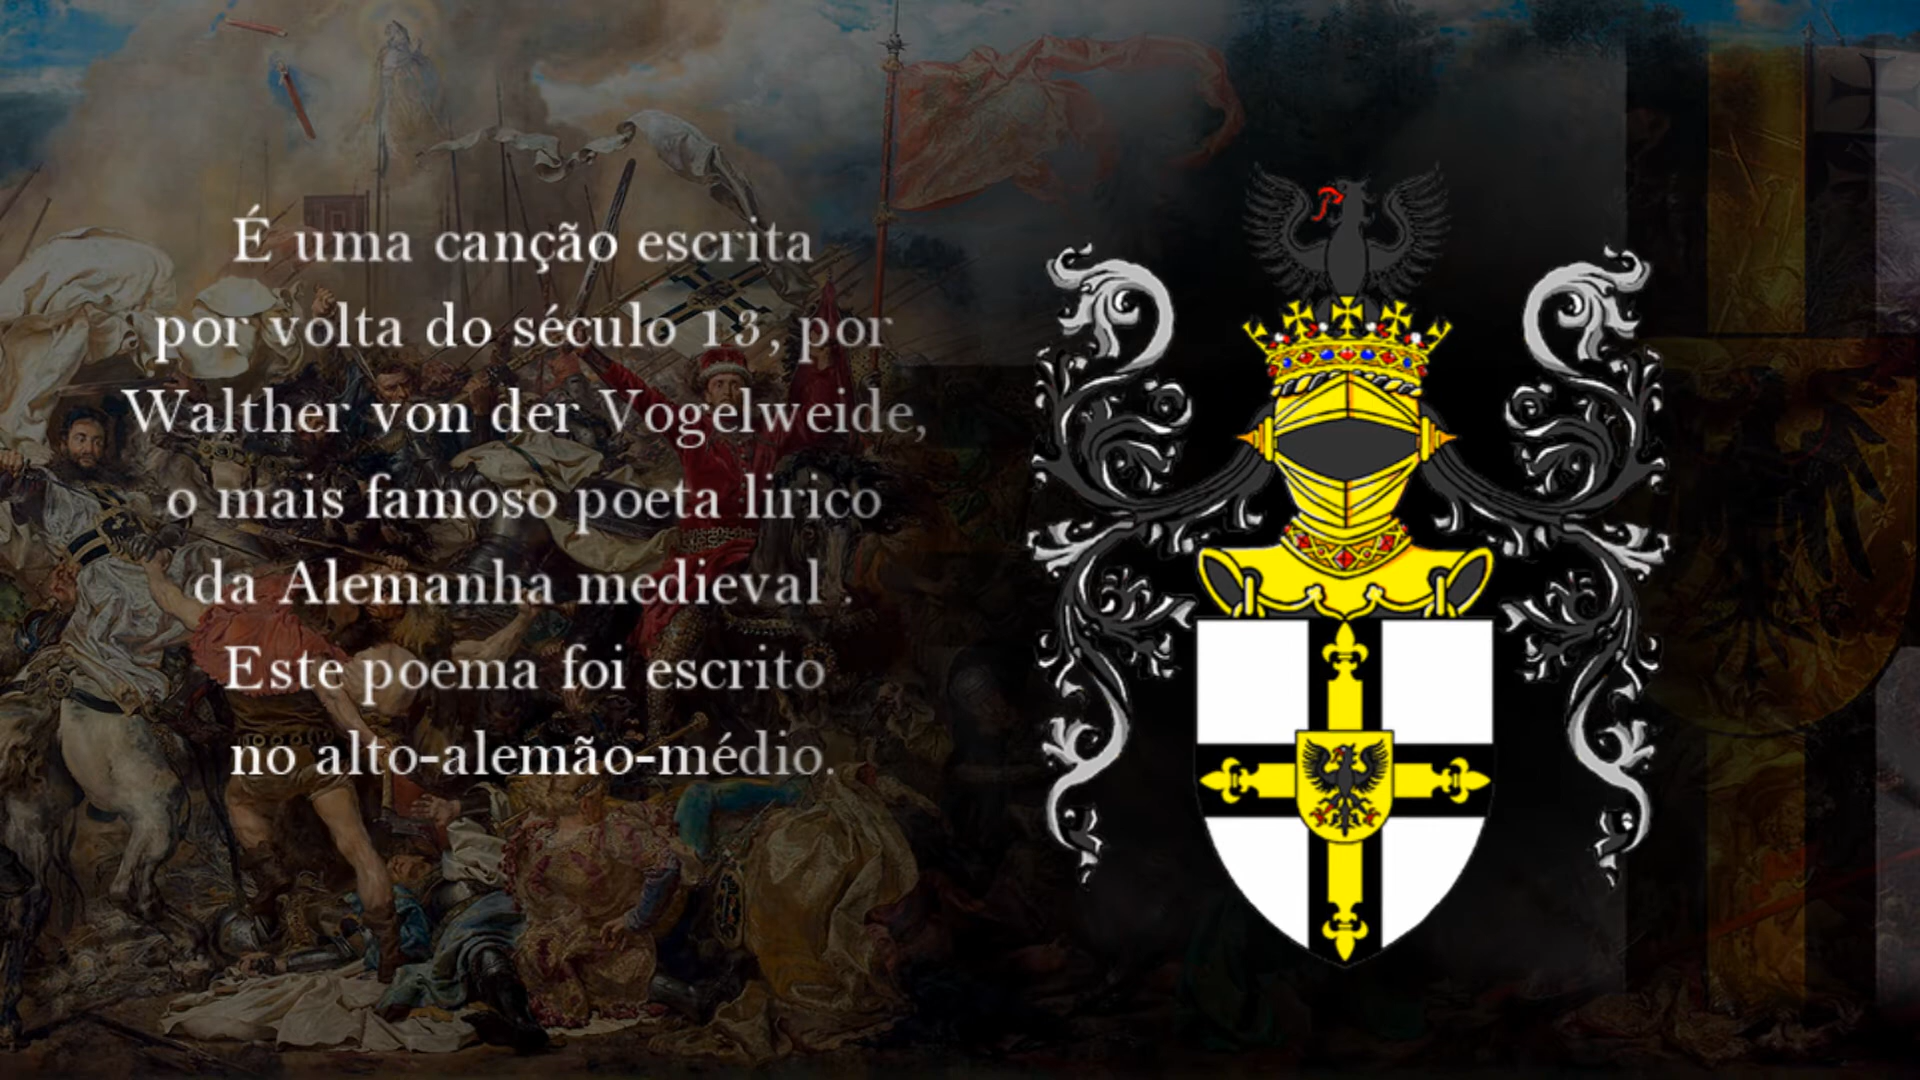 É uma canção escrita
por volta do século 13, por
Walther von der Vogelweide,
o mais famoso poeta lirico
da Alemanha medieval .
Este poema foi escrito
no alto-alemão-médio.